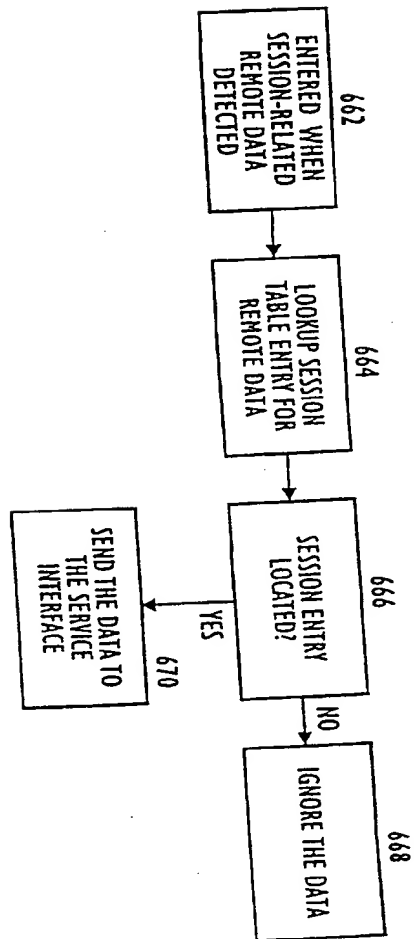 662
ENTERED WHEN
SESSION-RELATED
REMOTE DATA
DETECTED
664
LOOKUP SESSION
TABLE ENTRY FOR
REMOTE DATA
666
SESSION ENTRY
LOCATED?
NO
668
IGNORE THE DATA
YES
670
SEND THE DATA TO
THE SERVICE
INTERFACE